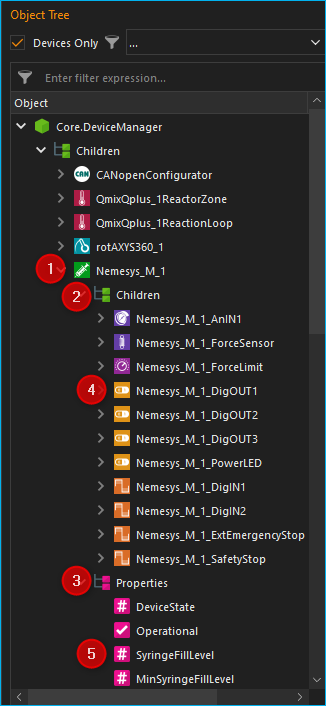 Object Tree
Devices Only ...
Enter filter expression...
Object
Core.DeviceManager
Children
CAN CANopenConfigurator
QmixQplus_1ReactorZone
QmixQplus_1ReactionLoop
rotAXYS360_1
1 Nemesys_M_1
2 Children
Nemesys_M_1_AnIN1
Nemesys_M_1_ForceSensor
Nemesys_M_1_ForceLimit
4 Nemesys_M_1_DigOUT1
Nemesys_M_1_DigOUT2
Nemesys_M_1_DigOUT3
Nemesys_M_1_PowerLED
Nemesys_M_1_DigIN1
Nemesys_M_1_DigIN2
Nemesys_M_1_ExtEmergencyStop
Nemesys_M_1_SafetyStop
3 Properties
# DeviceState
Operational
5 # SyringeFillLevel
# MinSyringeFillLevel